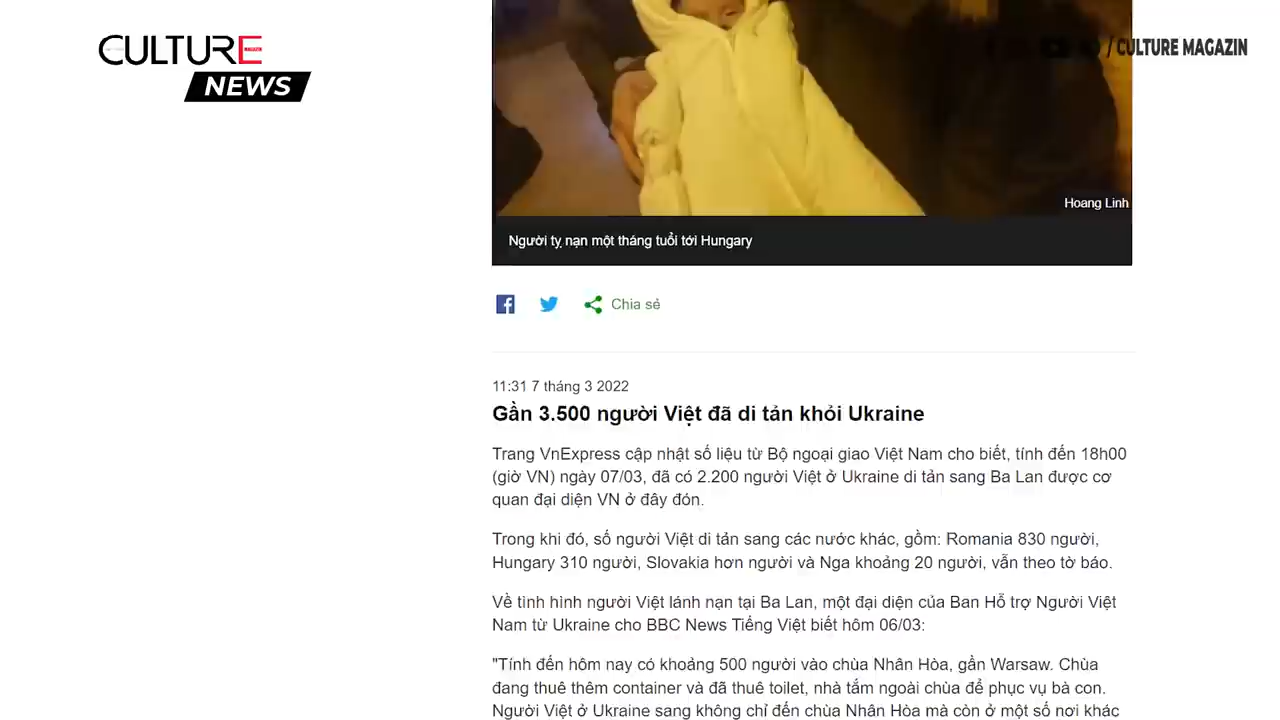 CULTURE
NEWS
/ CULTURE MAGAZIN
Hoang Linh
Người tỵ nạn một tháng tuổi tới Hungary
Chia sẻ
11:31 7 tháng 3 2022
Gần 3.500 người Việt đã di tản khỏi Ukraine
Trang VnExpress cập nhật số liệu từ Bộ ngoại giao Việt Nam cho biết, tính đến 18h00
(giờ VN) ngày 07/03, đã có 2.200 người Việt ở Ukraine di tản sang Ba Lan được cơ
quan đại diện VN ở đây đón.
Trong khi đó, số người Việt di tản sang các nước khác, gồm: Romania 830 người,
Hungary 310 người, Slovakia hơn người và Nga khoảng 20 người, vẫn theo tờ báo.
Về tình hình người Việt lánh nạn tại Ba Lan, một đại diện của Ban Hỗ trợ Người Việt
Nam từ Ukraine cho BBC News Tiếng Việt biết hôm 06/03:
"Tính đến hôm nay có khoảng 500 người vào chùa Nhân Hòa, gần Warsaw. Chùa
đang thuê thêm container và đã thuê toilet, nhà tắm ngoài chùa để phục vụ bà con.
Người Việt ở Ukraine sang không chỉ đến chùa Nhân Hòa mà còn ở một số nơi khác